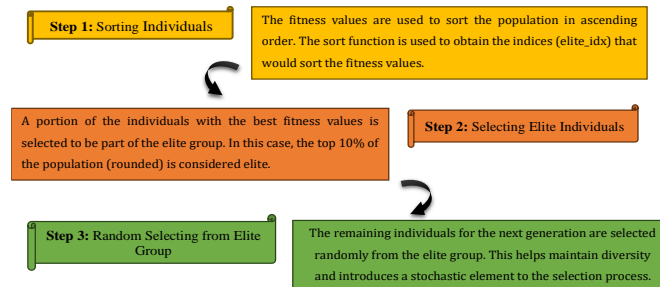 Step 1: Sorting Individuals
The fitness values are used to sort the population in ascending
order. The sort function is used to obtain the indices (elite_idx) that
would sort the fitness values.
A portion of the individuals with the best fitness values is
selected to be part of the elite group. In this case, the top 10% of
the population (rounded) is considered elite.
Step 2: Selecting Elite Individuals
Step 3: Random Selecting from Elite
Group
The remaining individuals for the next generation are selected
randomly from the elite group. This helps maintain diversity
and introduces a stochastic element to the selection process.